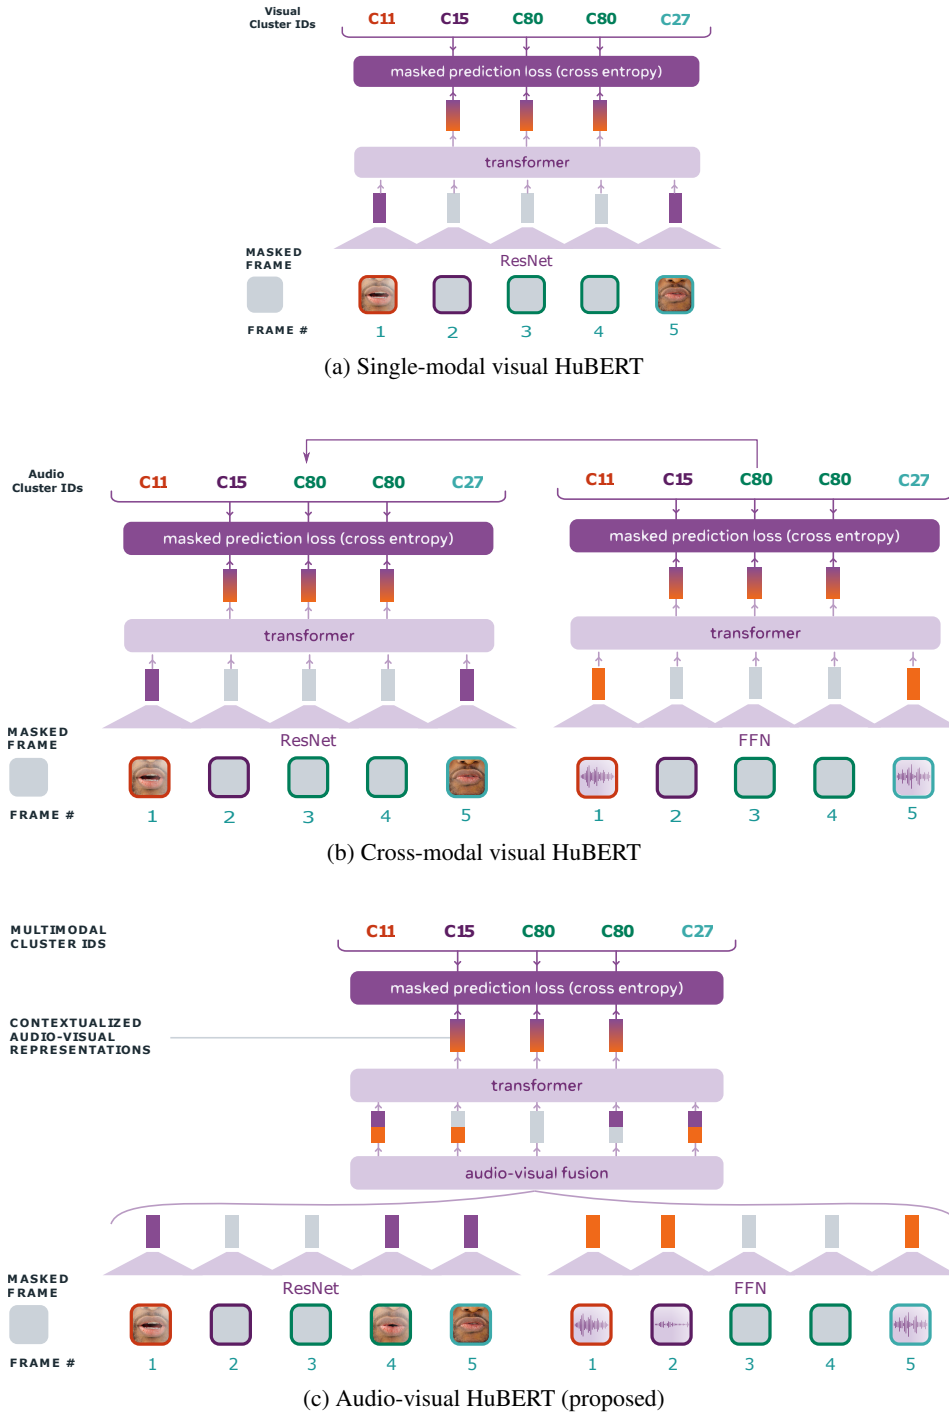 Visual
Cluster IDs
C11 C15 C80 C80 C27
masked prediction loss (cross entropy)
transformer
MASKED
FRAME
ResNet
FRAME #
1 2 3 4 5
(a) Single-modal visual HuBERT
Audio
Cluster IDs
C11 C15 C80 C80 C27 C11 C15 C80 C80 C27
masked prediction loss (cross entropy) masked prediction loss (cross entropy)
transformer transformer
MASKED
FRAME
ResNet FFN
FRAME #
1 2 3 4 5 1 2 3 4 5
(b) Cross-modal visual HuBERT
MULTIMODAL
CLUSTER IDS
C11 C15 C80 C80 C27
masked prediction loss (cross entropy)
CONTEXTUALIZED
AUDIO-VISUAL
REPRESENTATIONS
transformer
audio-visual fusion
MASKED
FRAME
ResNet FFN
FRAME #
1 2 3 4 5 1 2 3 4 5
(c) Audio-visual HuBERT (proposed)